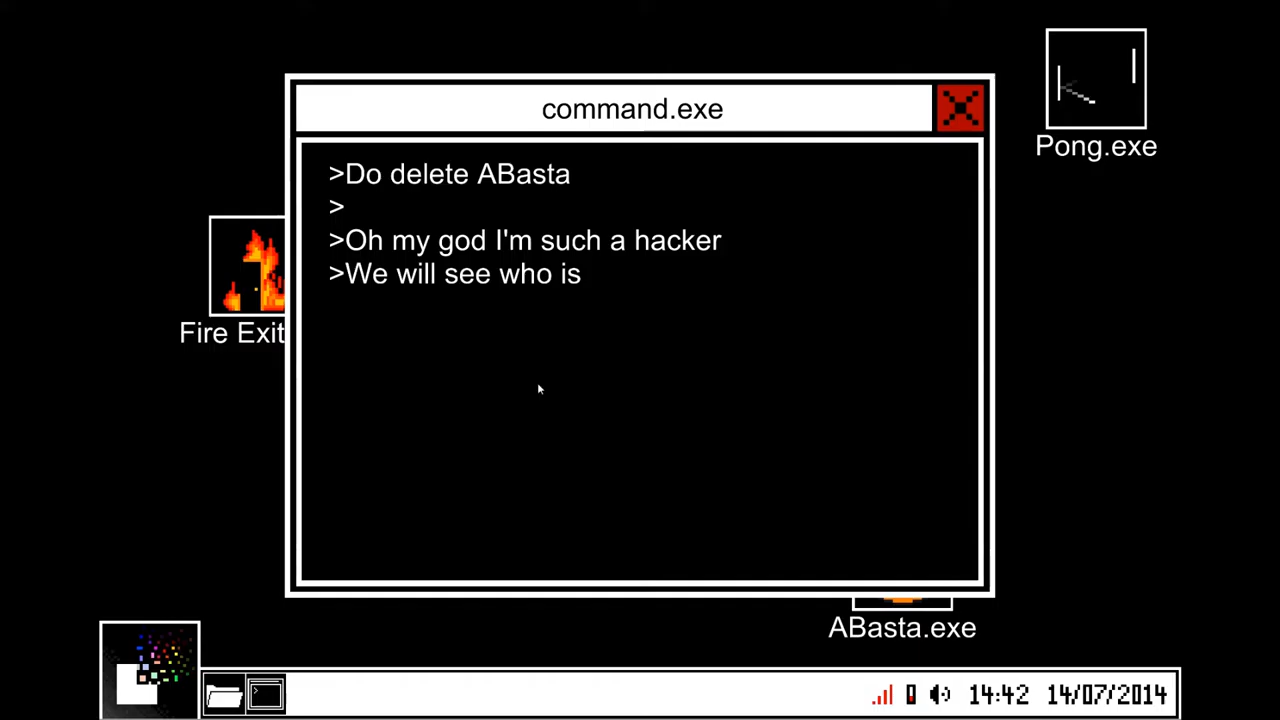 command.exe
Pong.exe
>Do delete ABasta
>
>Oh my god I'm such a hacker
>We will see who is
Fire Exit
ABasta.exe
14:42 14/07/2014